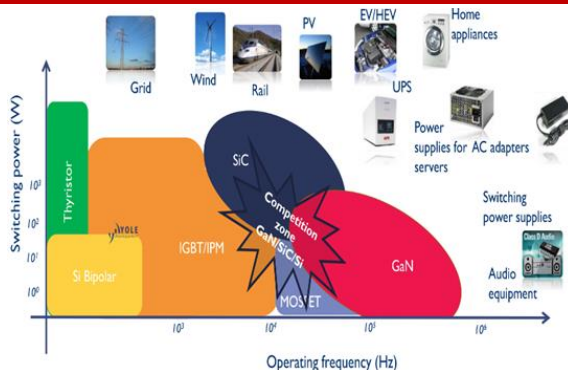 Grid
Wind
Rail
PV
EV/HEV
Home
appliances
UPS
Power
supplies for
servers
AC adapters
Switching
power supplies
Class D Audio
Audio
equipment
Switching power (W)
10³
10²
10¹
10⁰
Thyristor
Si Bipolar
YOLE
IGBT/IPM
SiC
Competition
zone
GaN/SiC/Si
MOSFET
GaN
10³
10⁴
10⁵
10⁶
Operating frequency (Hz)